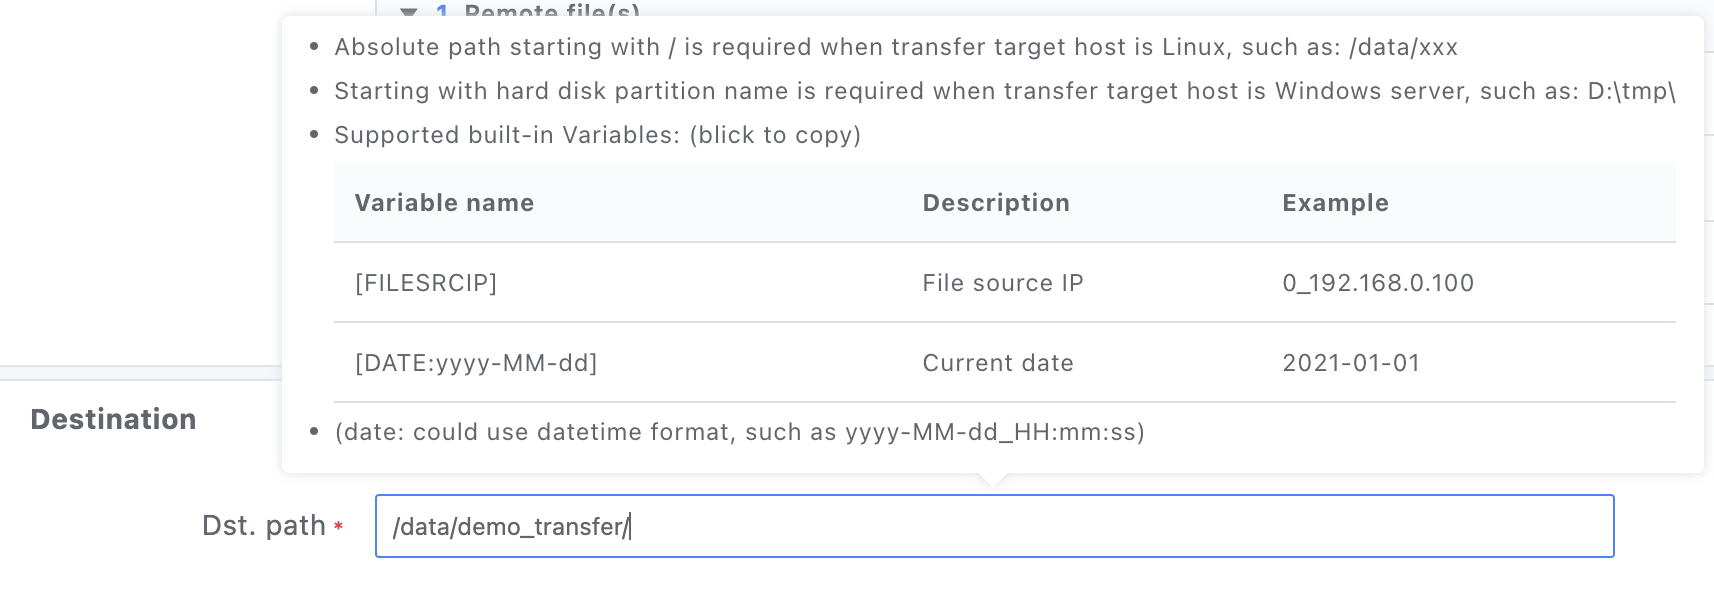 1 Remote file(s)
• Absolute path starting with / is required when transfer target host is Linux, such as: /data/xxx
• Starting with hard disk partition name is required when transfer target host is Windows server, such as: D:\tmp\
• Supported built-in Variables: (blick to copy)
Variable name Description Example
[FILESRCIP] File source IP 0_192.168.0.100
[DATE:yyyy-MM-dd] Current date 2021-01-01
• (date: could use datetime format, such as yyyy-MM-dd_HH:mm:ss)
Destination
Dst. path *
/data/demo_transfer/